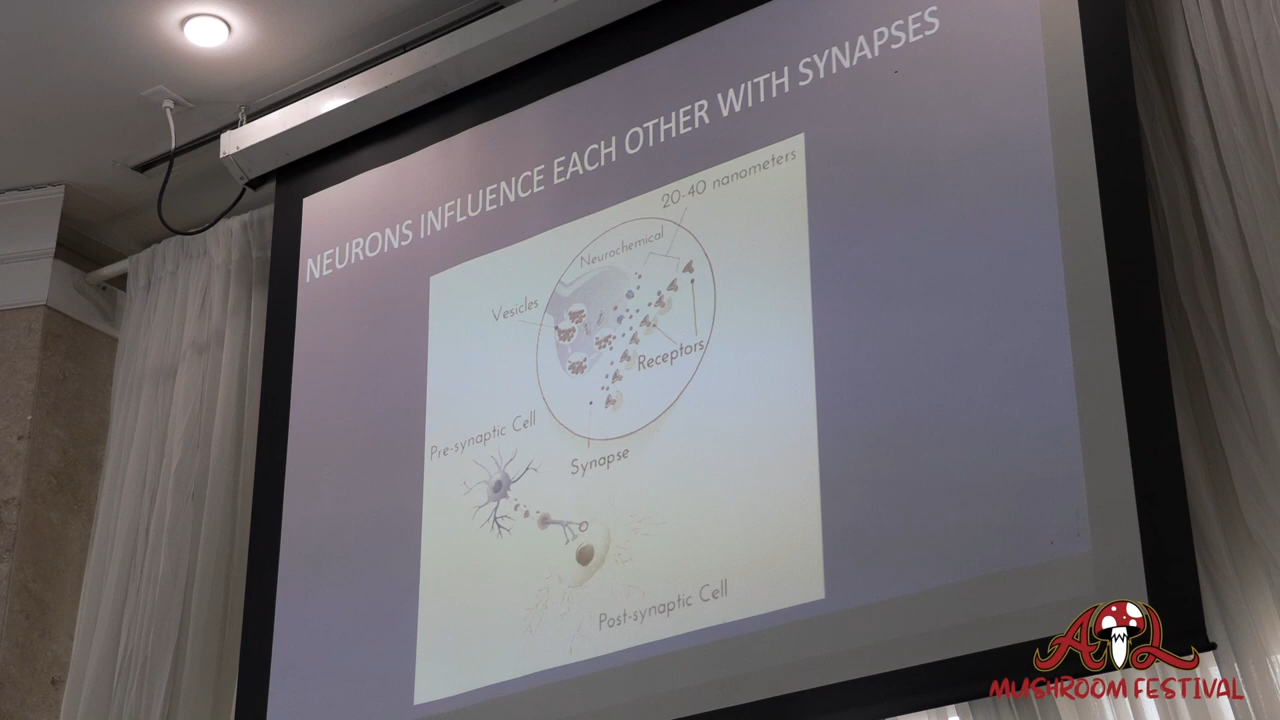 NEURONS INFLUENCE EACH OTHER WITH SYNAPSES
20-40 nanometers
Neurochemical
Vesicles
Receptors
Pre-synaptic Cell
Synapse
Post-synaptic Cell
AL
MUSHROOM FESTIVAL